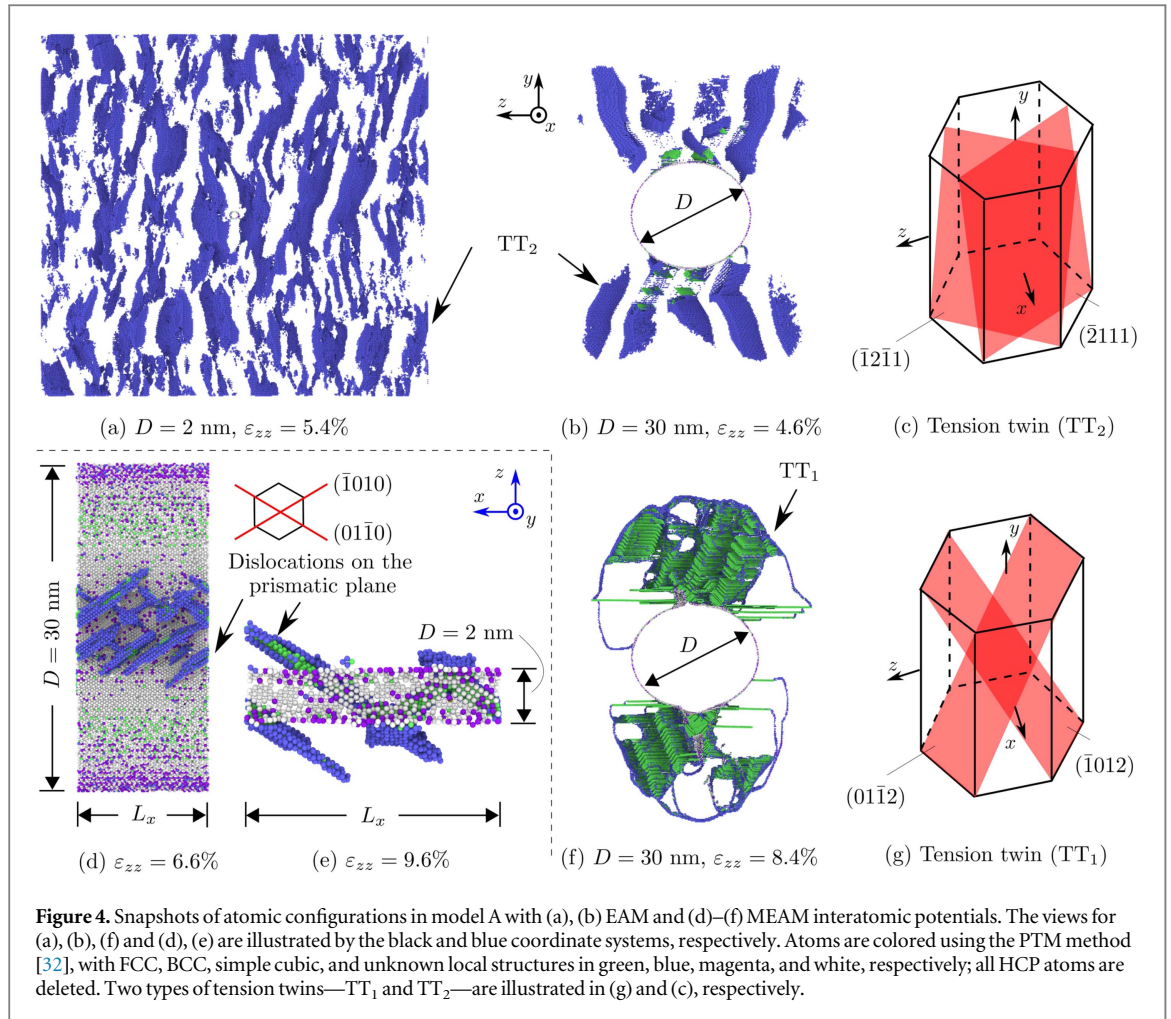 y
z
x
D
TT₂
y
z
x
(1̄21̄1)
(2̄111)
(a) D = 2 nm, εzz = 5.4%
(b) D = 30 nm, εzz = 4.6%
(c) Tension twin (TT₂)
D = 30 nm
(1̄010)
(011̄0)
z
x
y
Dislocations on the
prismatic plane
D = 2 nm
Lx
Lx
(d) εzz = 6.6%
(e) εzz = 9.6%
TT₁
D
(f) D = 30 nm, εzz = 8.4%
y
z
x
(011̄2)
(1̄012)
(g) Tension twin (TT₁)
Figure 4. Snapshots of atomic configurations in model A with (a), (b) EAM and (d)–(f) MEAM interatomic potentials. The views for
(a), (b), (f) and (d), (e) are illustrated by the black and blue coordinate systems, respectively. Atoms are colored using the PTM method
[32], with FCC, BCC, simple cubic, and unknown local structures in green, blue, magenta, and white, respectively; all HCP atoms are
deleted. Two types of tension twins—TT₁ and TT₂—are illustrated in (g) and (c), respectively.